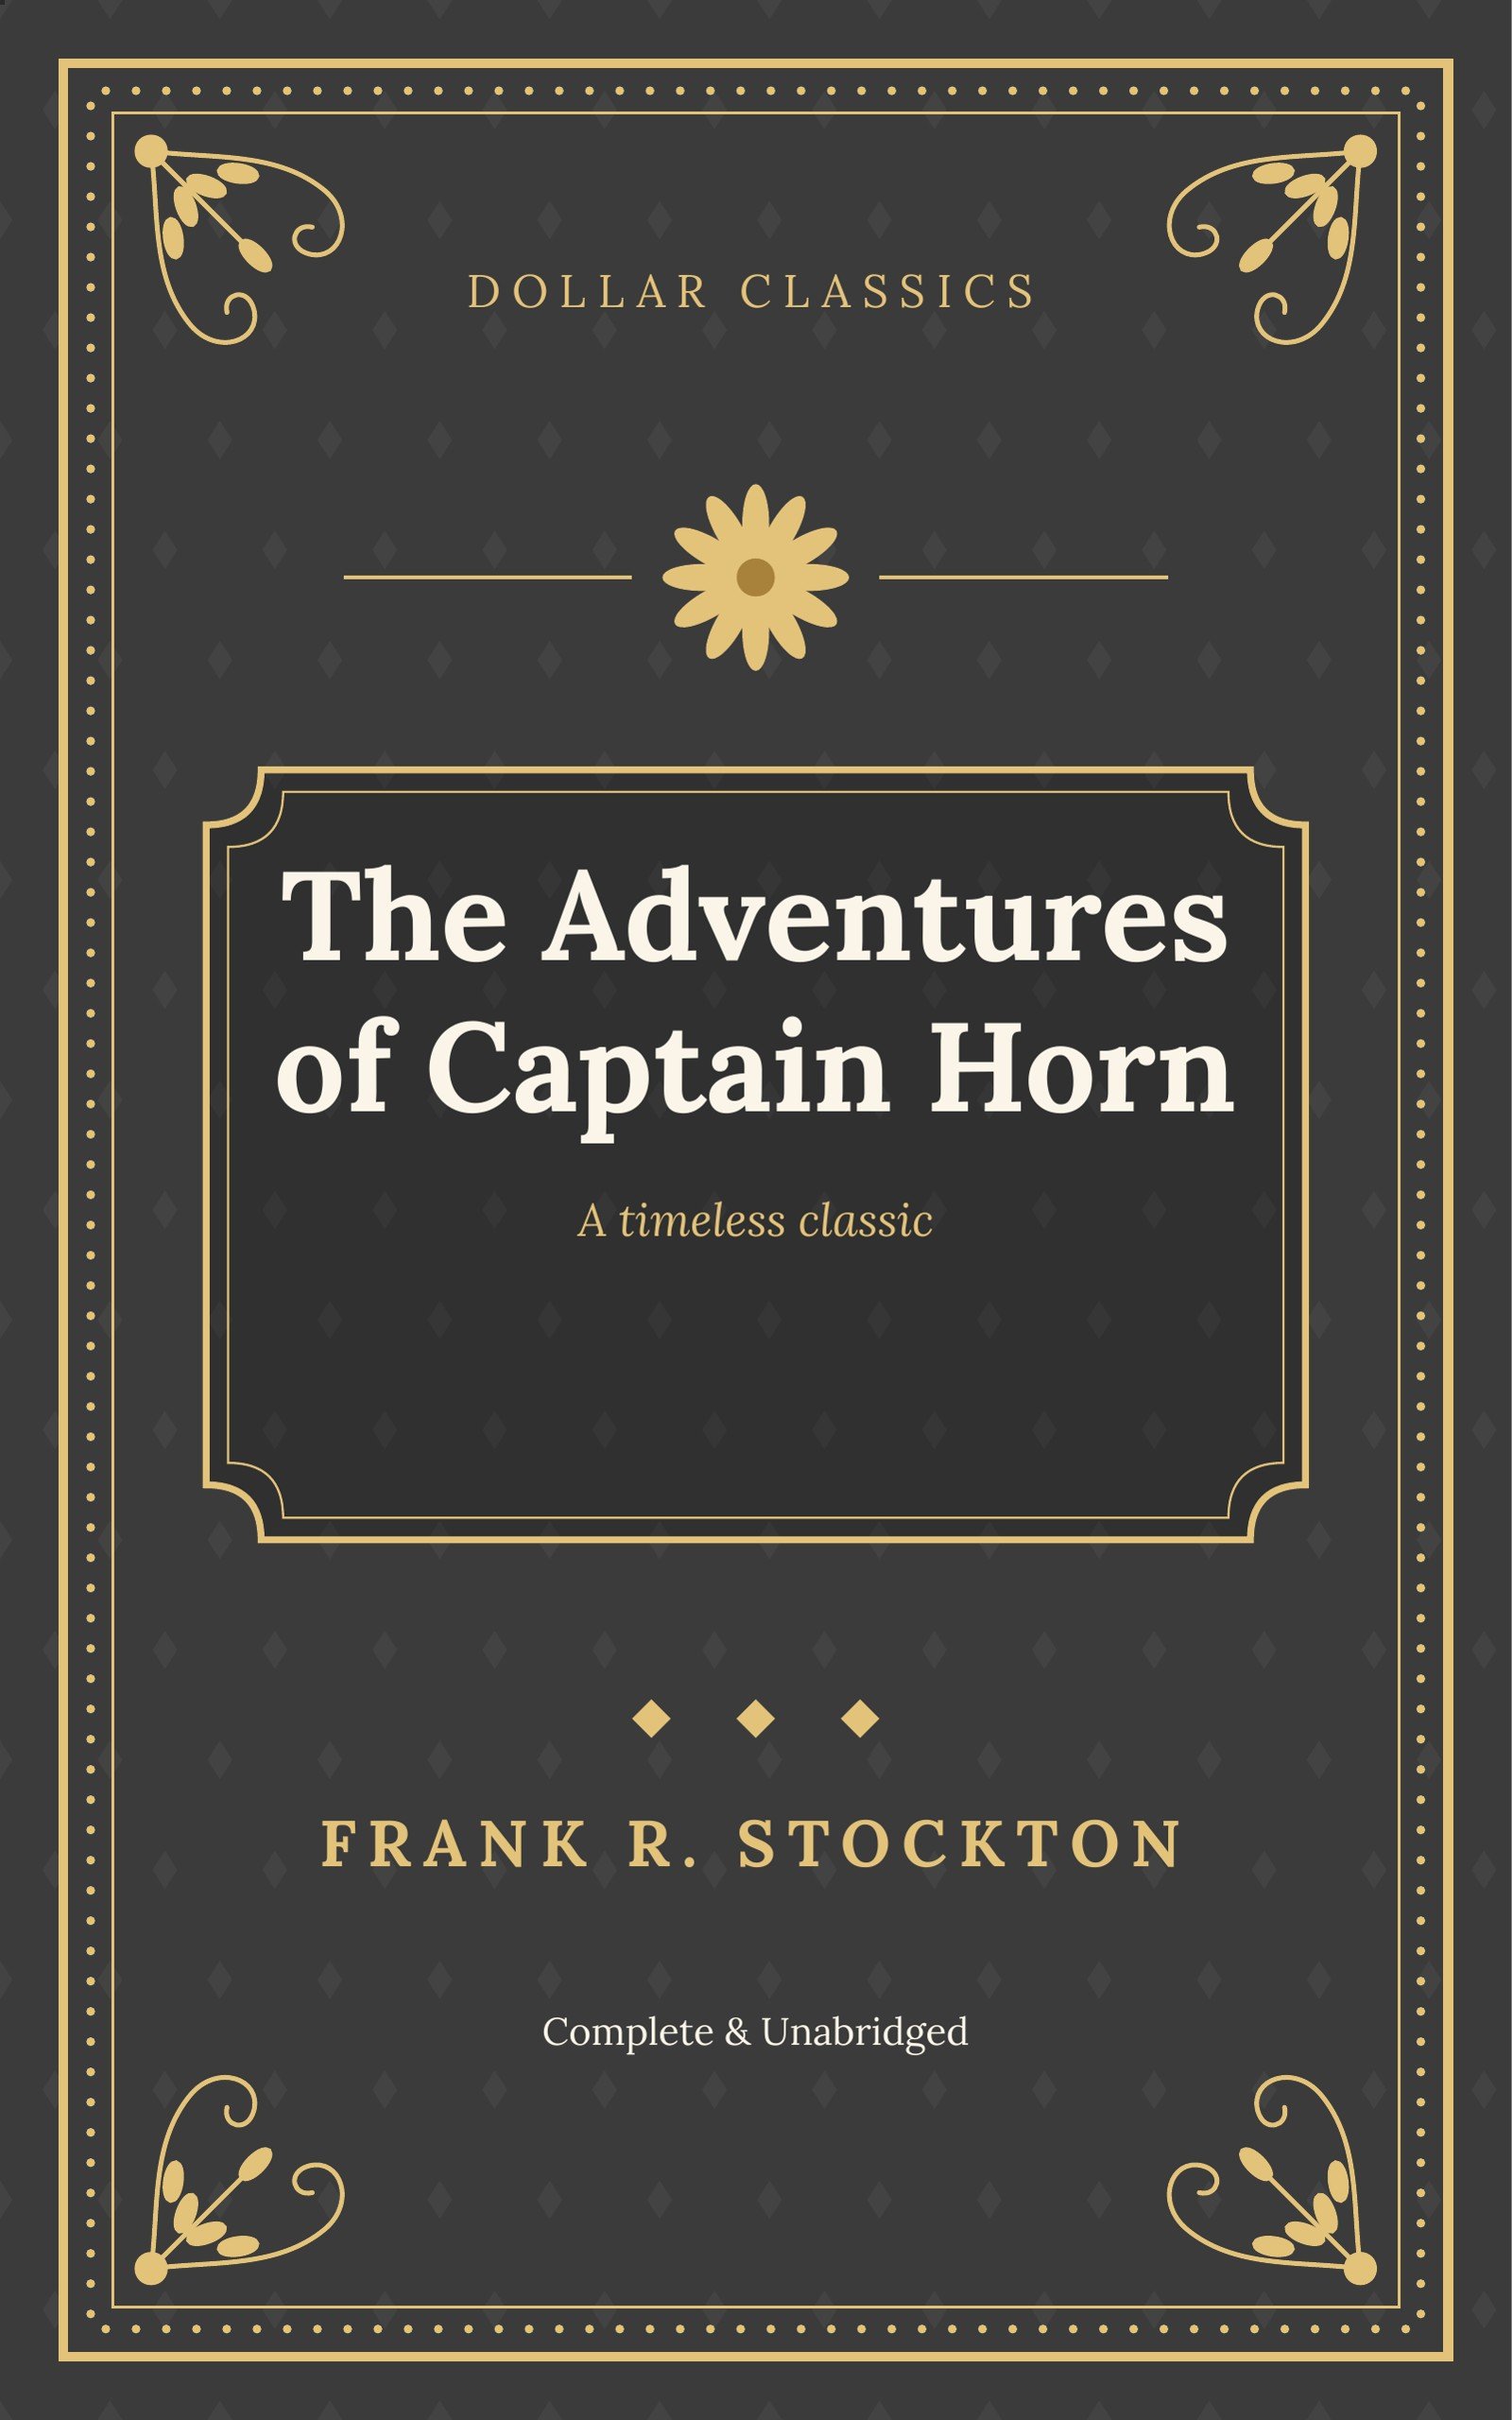 DOLLAR CLASSICS
The Adventures
of Captain Horn
A timeless classic
FRANK R. STOCKTON
Complete & Unabridged